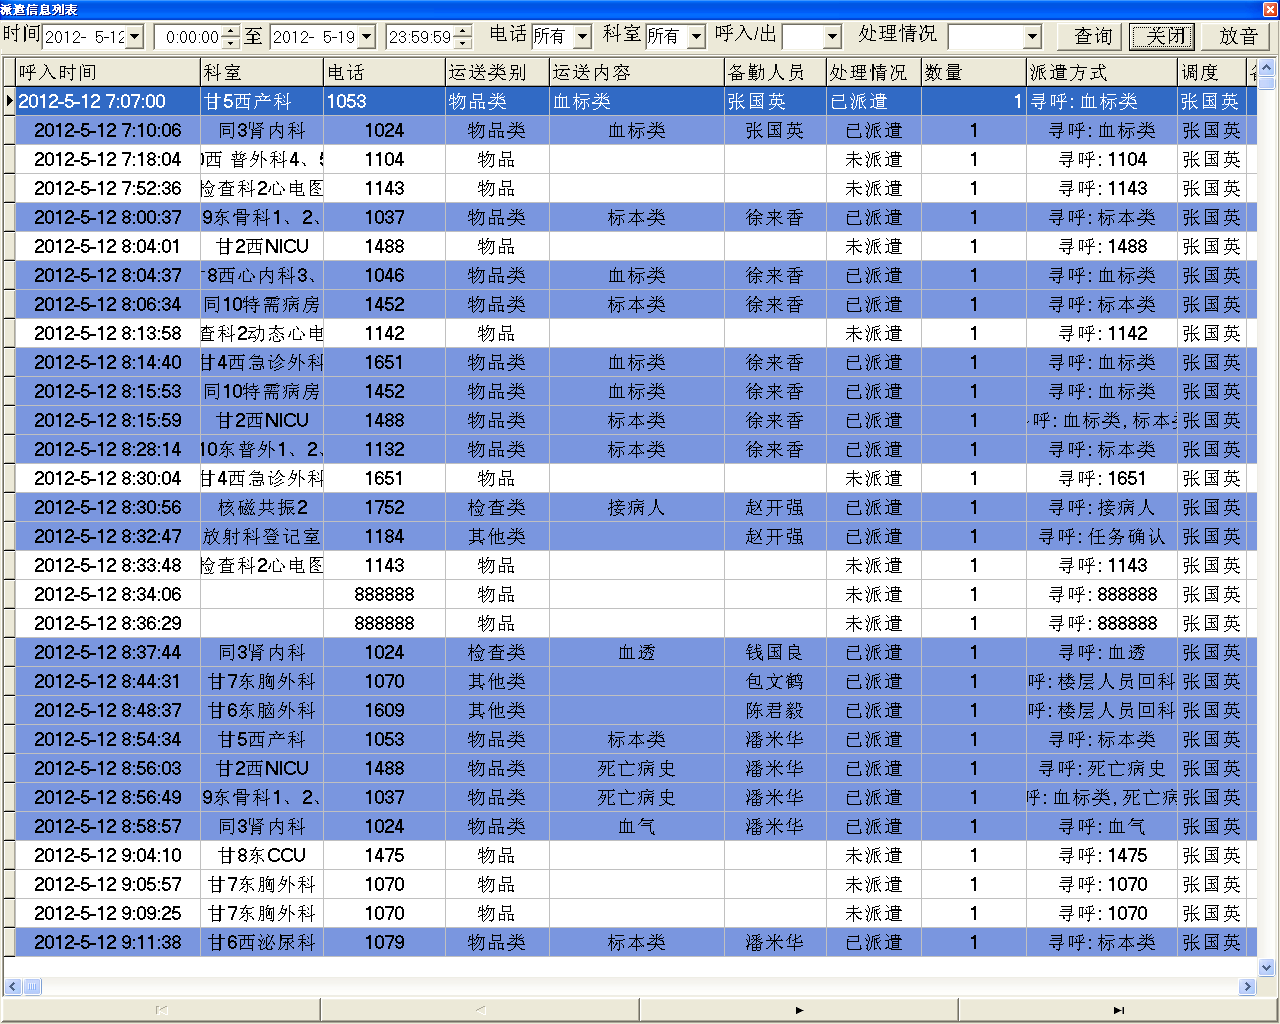 派遣信息列表
时间 2012- 5-12 0:00:00 至 2012- 5-19 23:59:59 电话 所有 科室 所有 呼入/出 处理情况 查询 关闭 放音
呼入时间 科室 电话 运送类别 运送内容 备勤人员 处理情况 数量 派遣方式 调度
2012-5-12 7:07:00 甘5西产科 1053 物品类 血标类 张国英 已派遣 1 寻呼: 血标类 张国英
2012-5-12 7:10:06 同3肾内科 1024 物品类 血标类 张国英 已派遣 1 寻呼: 血标类 张国英
2012-5-12 7:18:04 西 普外科4、5 1104 物品 未派遣 1 寻呼: 1104 张国英
2012-5-12 7:52:36 检查科2心电图 1143 物品 未派遣 1 寻呼: 1143 张国英
2012-5-12 8:00:37 9东骨科1、2、 1037 物品类 标本类 徐来香 已派遣 1 寻呼: 标本类 张国英
2012-5-12 8:04:01 甘2西NICU 1488 物品 未派遣 1 寻呼: 1488 张国英
2012-5-12 8:04:37 8西心内科3、 1046 物品类 血标类 徐来香 已派遣 1 寻呼: 血标类 张国英
2012-5-12 8:06:34 同10特需病房 1452 物品类 标本类 徐来香 已派遣 1 寻呼: 标本类 张国英
2012-5-12 8:13:58 查科2动态心电 1142 物品 未派遣 1 寻呼: 1142 张国英
2012-5-12 8:14:40 甘4西急诊外科 1651 物品类 血标类 徐来香 已派遣 1 寻呼: 血标类 张国英
2012-5-12 8:15:53 同10特需病房 1452 物品类 血标类 徐来香 已派遣 1 寻呼: 血标类 张国英
2012-5-12 8:15:59 甘2西NICU 1488 物品类 标本类 徐来香 已派遣 1 呼: 血标类, 标本类 张国英
2012-5-12 8:28:14 10东普外1、2、 1132 物品类 标本类 徐来香 已派遣 1 寻呼: 标本类 张国英
2012-5-12 8:30:04 甘4西急诊外科 1651 物品 未派遣 1 寻呼: 1651 张国英
2012-5-12 8:30:56 核磁共振2 1752 检查类 接病人 赵开强 已派遣 1 寻呼: 接病人 张国英
2012-5-12 8:32:47 放射科登记室 1184 其他类 赵开强 已派遣 1 寻呼: 任务确认 张国英
2012-5-12 8:33:48 检查科2心电图 1143 物品 未派遣 1 寻呼: 1143 张国英
2012-5-12 8:34:06 888888 物品 未派遣 1 寻呼: 888888 张国英
2012-5-12 8:36:29 888888 物品 未派遣 1 寻呼: 888888 张国英
2012-5-12 8:37:44 同3肾内科 1024 检查类 血透 钱国良 已派遣 1 寻呼: 血透 张国英
2012-5-12 8:44:31 甘7东胸外科 1070 其他类 包文鹤 已派遣 1 呼: 楼层人员回科 张国英
2012-5-12 8:48:37 甘6东脑外科 1609 其他类 陈君毅 已派遣 1 呼: 楼层人员回科 张国英
2012-5-12 8:54:34 甘5西产科 1053 物品类 标本类 潘米华 已派遣 1 寻呼: 标本类 张国英
2012-5-12 8:56:03 甘2西NICU 1488 物品类 死亡病史 潘米华 已派遣 1 寻呼: 死亡病史 张国英
2012-5-12 8:56:49 9东骨科1、2、 1037 物品类 死亡病史 潘米华 已派遣 1 呼: 血标类, 死亡病 张国英
2012-5-12 8:58:57 同3肾内科 1024 物品类 血气 潘米华 已派遣 1 寻呼: 血气 张国英
2012-5-12 9:04:10 甘8东CCU 1475 物品 未派遣 1 寻呼: 1475 张国英
2012-5-12 9:05:57 甘7东胸外科 1070 物品 未派遣 1 寻呼: 1070 张国英
2012-5-12 9:09:25 甘7东胸外科 1070 物品 未派遣 1 寻呼: 1070 张国英
2012-5-12 9:11:38 甘6西泌尿科 1079 物品类 标本类 潘米华 已派遣 1 寻呼: 标本类 张国英